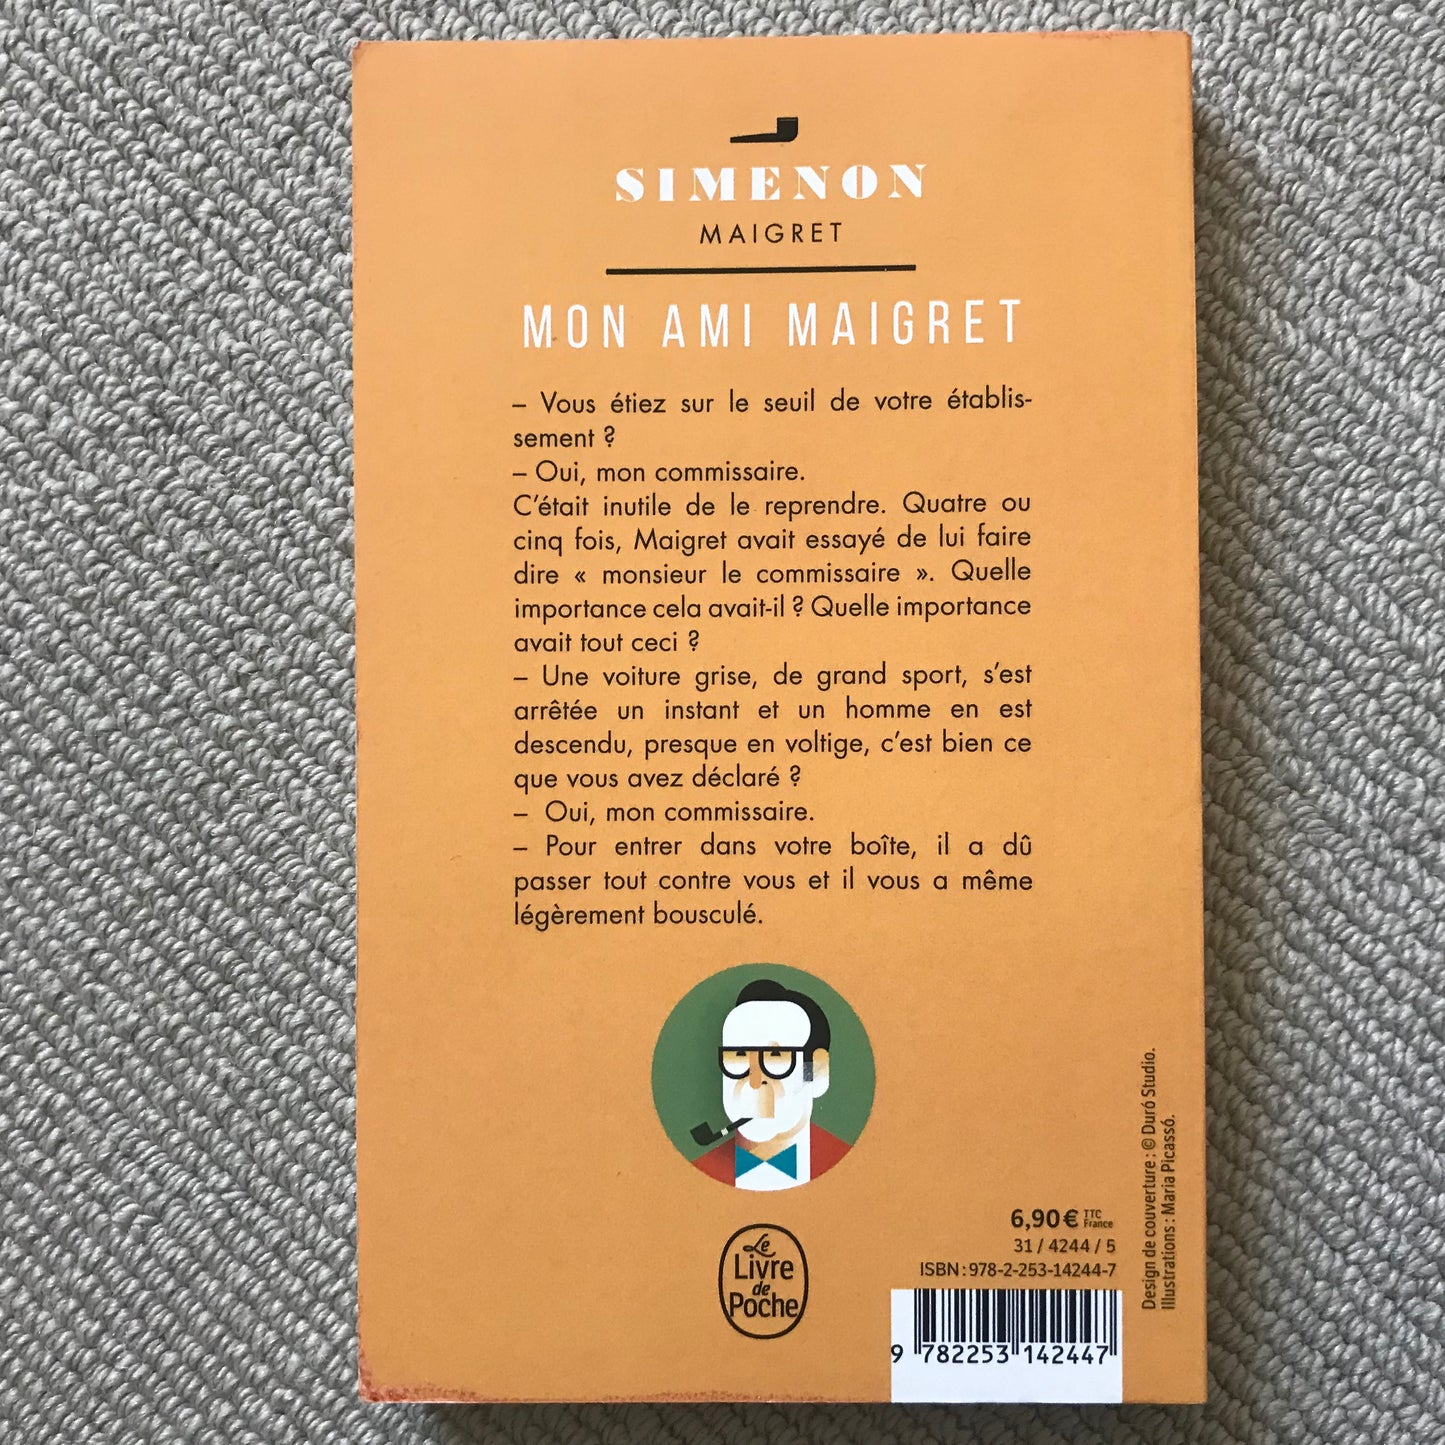 SIMENON
MAIGRET
MON AMI MAIGRET
– Vous étiez sur le seuil de votre établis-
sement ?
– Oui, mon commissaire.
C’était inutile de le reprendre. Quatre ou
cinq fois, Maigret avait essayé de lui faire
dire « monsieur le commissaire ». Quelle
importance cela avait-il ? Quelle importance
avait tout ceci ?
– Une voiture grise, de grand sport, s’est
arrêtée un instant et un homme en est
descendu, presque en voltige, c’est bien ce
que vous avez déclaré ?
– Oui, mon commissaire.
– Pour entrer dans votre boîte, il a dû
passer tout contre vous et il vous a même
légèrement bousculé.
Le
Livre
de
Poche
6,90 € TTC France
31 / 4244 / 5
ISBN : 978-2-253-14244-7
9 782253 142447
Design de couverture : © Duró Studio.
Illustrations : Maria Picassó.